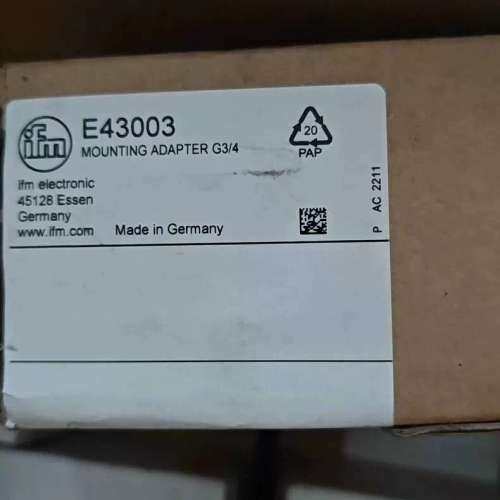 ifm
E43003
MOUNTING ADAPTER G3/4
20
PAP
ifm electronic
45128 Essen
Germany
www.ifm.com
Made in Germany
P AC 2211